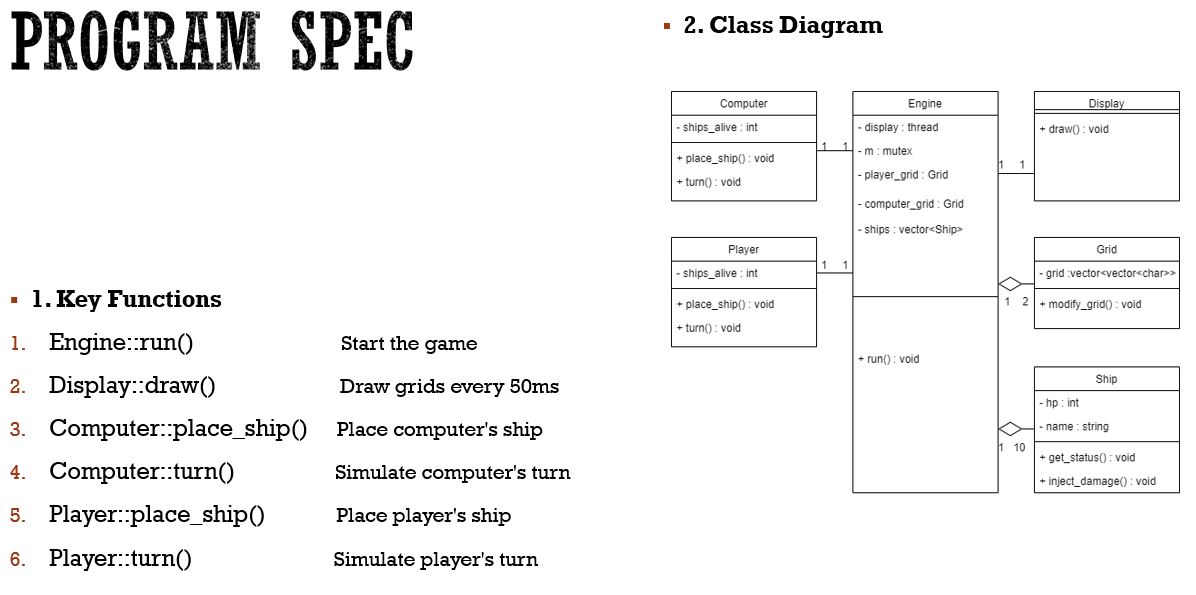 PROGRAM SPEC
▪ 1. Key Functions
1. Engine::run() Start the game
2. Display::draw() Draw grids every 50ms
3. Computer::place_ship() Place computer's ship
4. Computer::turn() Simulate computer's turn
5. Player::place_ship() Place player's ship
6. Player::turn() Simulate player's turn
▪ 2. Class Diagram
Computer
- ships_alive : int
+ place_ship() : void
+ turn() : void
1 1
Player
- ships_alive : int
+ place_ship() : void
+ turn() : void
1 1
Engine
- display : thread
- m : mutex
- player_grid : Grid
- computer_grid : Grid
- ships : vector<Ship>
+ run() : void
1 1
Display
+ draw() : void
1 2
Grid
- grid :vector<vector<char>>
+ modify_grid() : void
1 10
Ship
- hp : int
- name : string
+ get_status() : void
+ inject_damage() : void